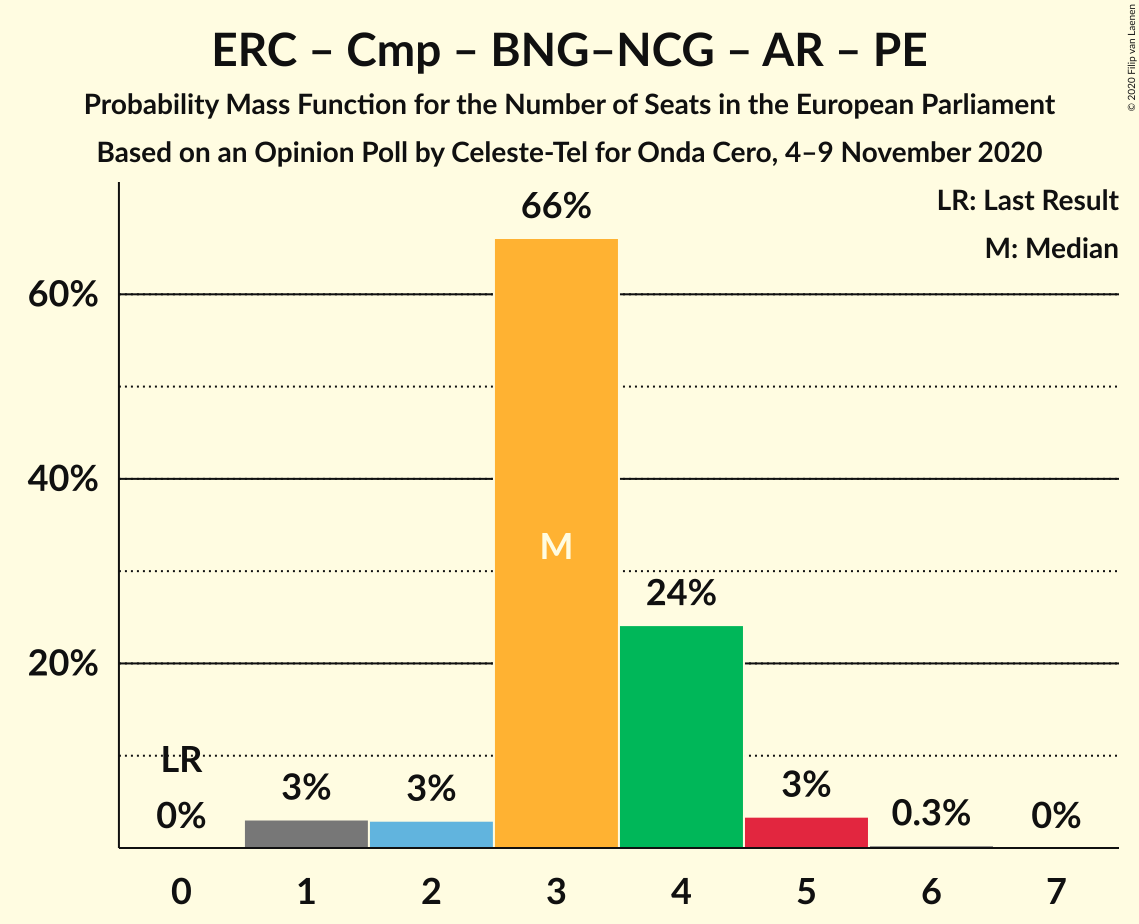 ERC – Cmp – BNG–NCG – AR – PE
Probability Mass Function for the Number of Seats in the European Parliament
Based on an Opinion Poll by Celeste-Tel for Onda Cero, 4–9 November 2020
© 2020 Filip van Laenen
LR: Last Result
M: Median
66%
60%
40%
M
24%
20%
LR
0%
3%
3%
3%
0.3%
0%
0 1 2 3 4 5 6 7